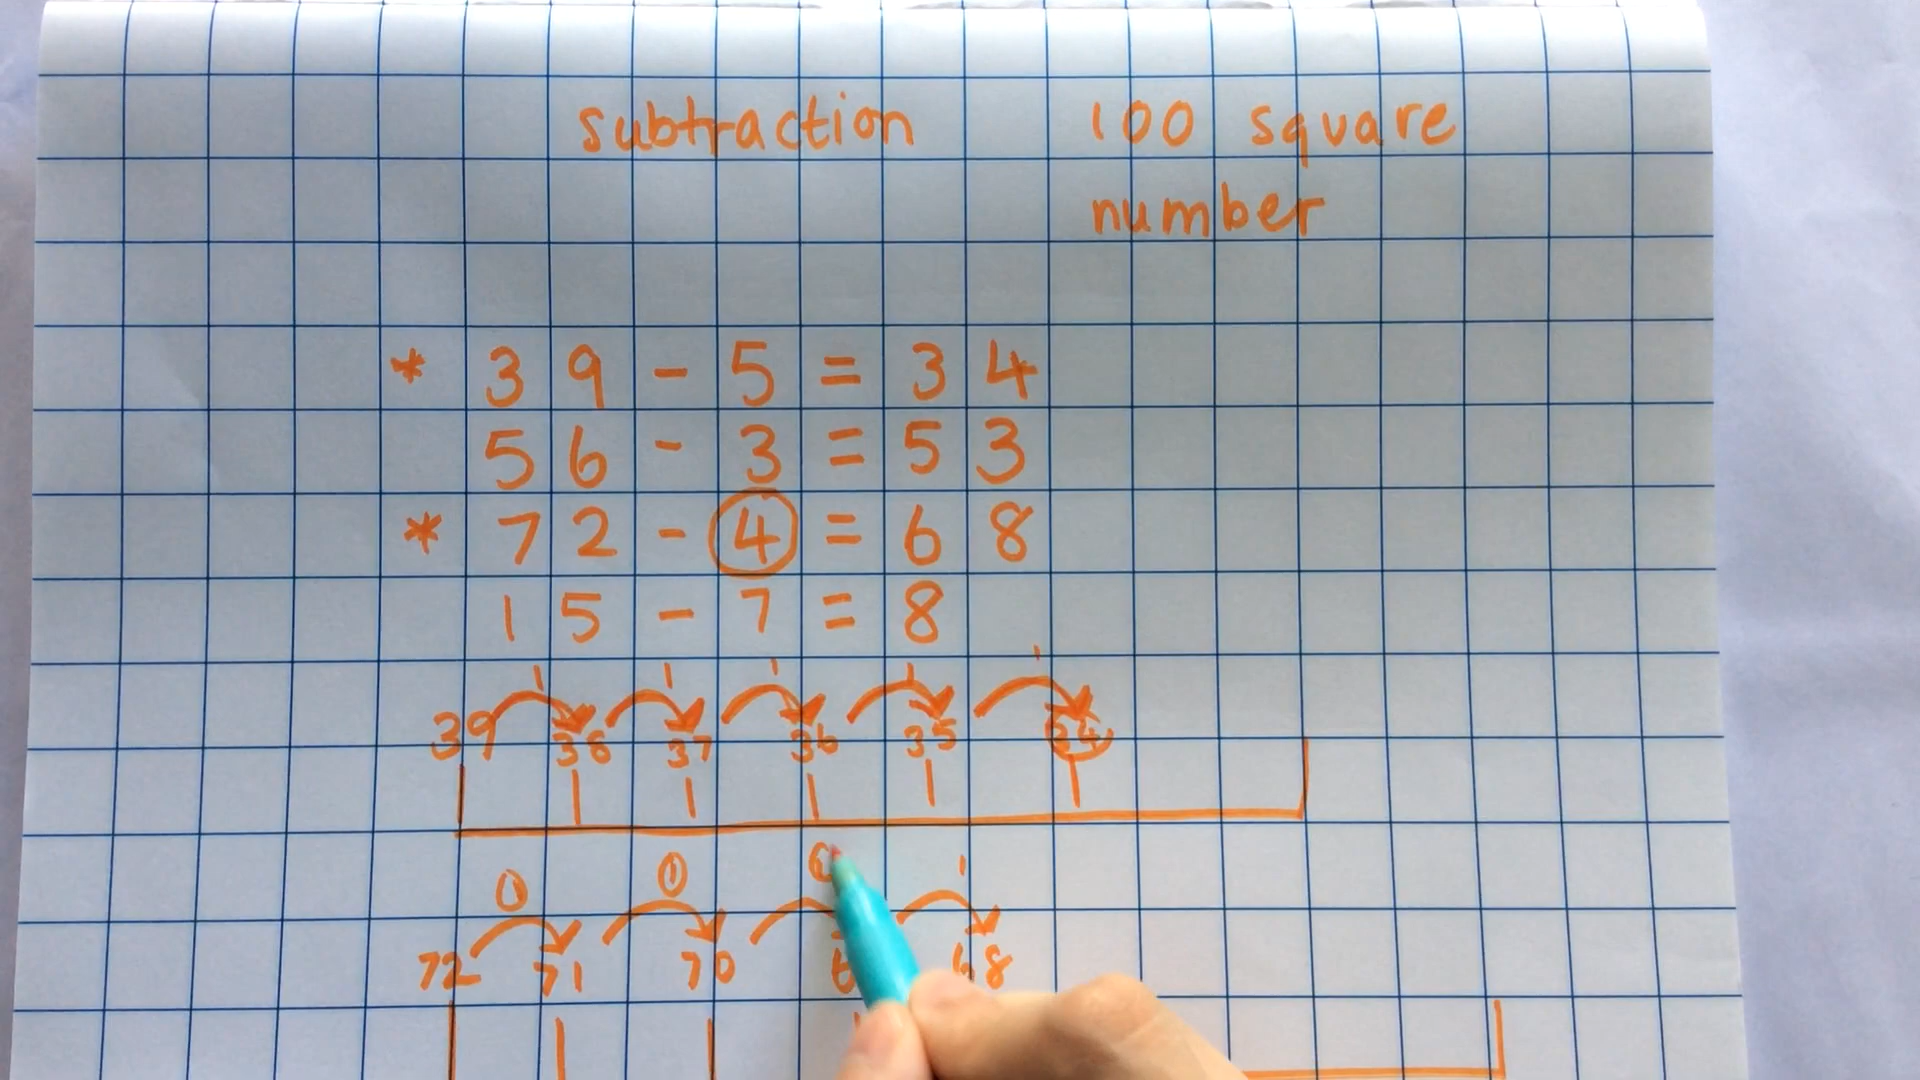 subtraction 100 square
number
* 39 - 5 = 34
56 - 3 = 53
* 72 - 4 = 68
15 - 7 = 8
1 1 1 1 1
39 38 37 36 35 34
1 1 1
72 71 70 68